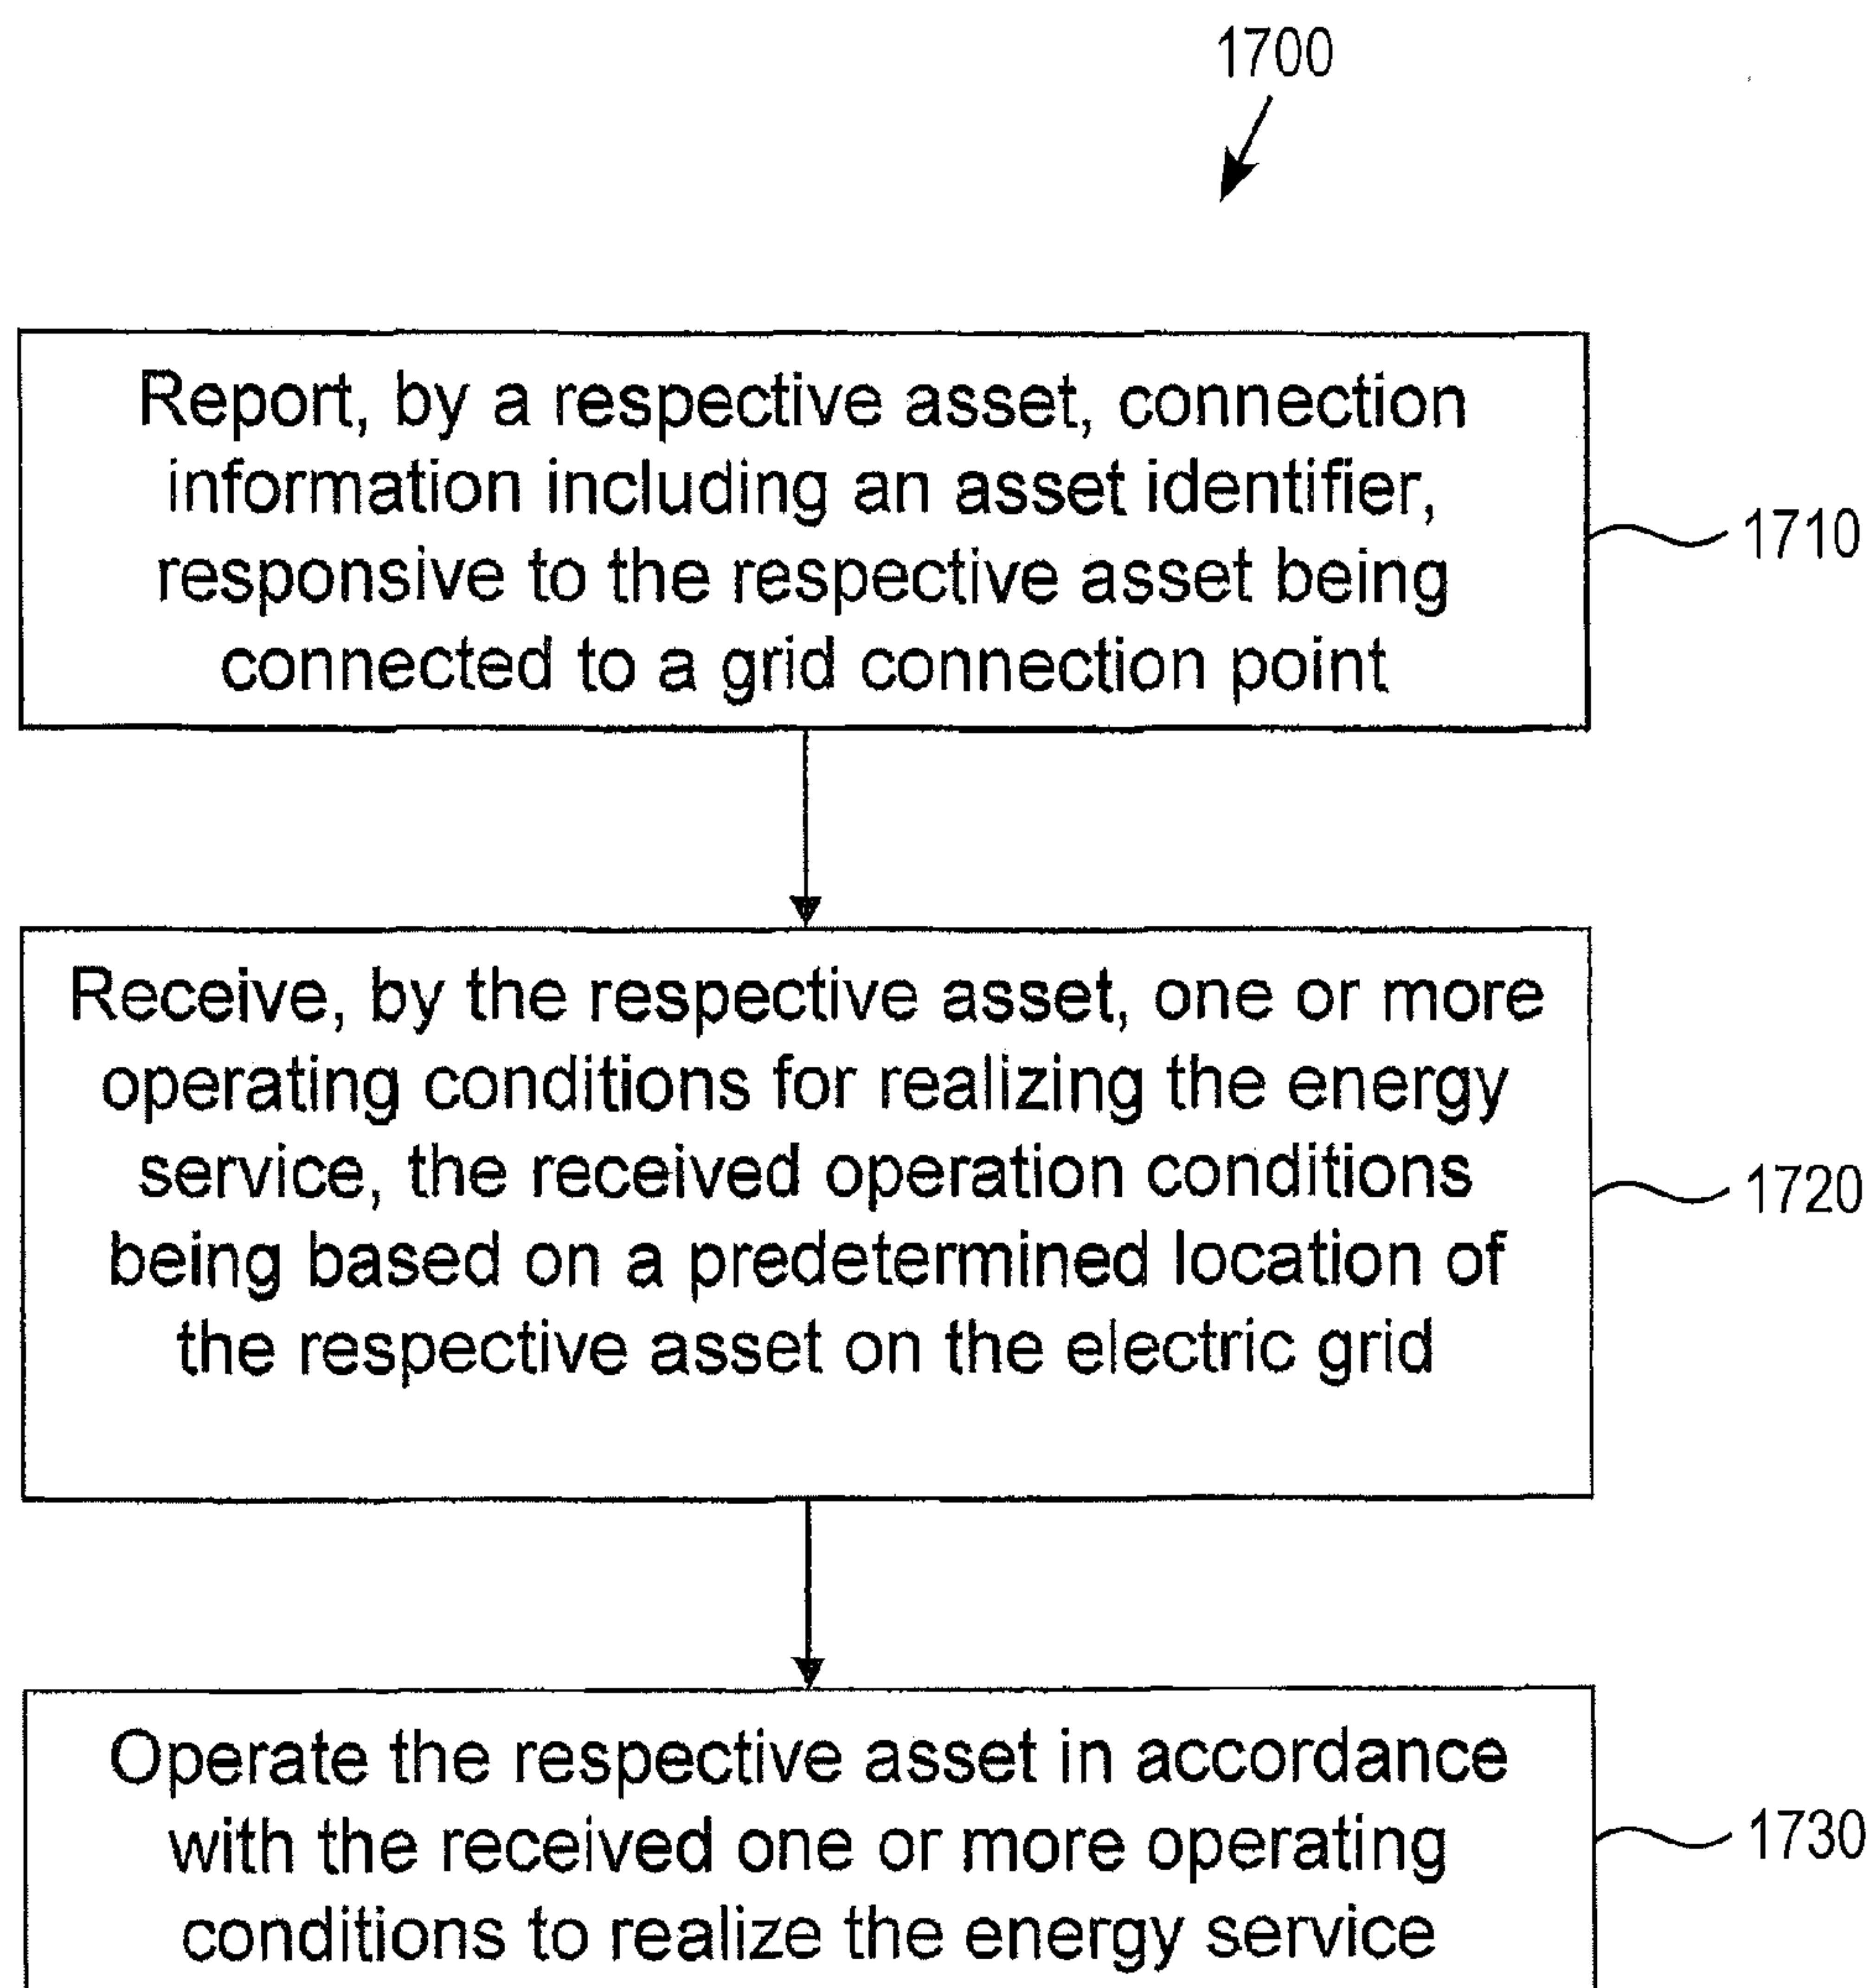 1700
Report, by a respective asset, connection
information including an asset identifier,
responsive to the respective asset being
connected to a grid connection point
1710
Receive, by the respective asset, one or more
operating conditions for realizing the energy
service, the received operation conditions
being based on a predetermined location of
the respective asset on the electric grid
1720
Operate the respective asset in accordance
with the received one or more operating
conditions to realize the energy service
1730